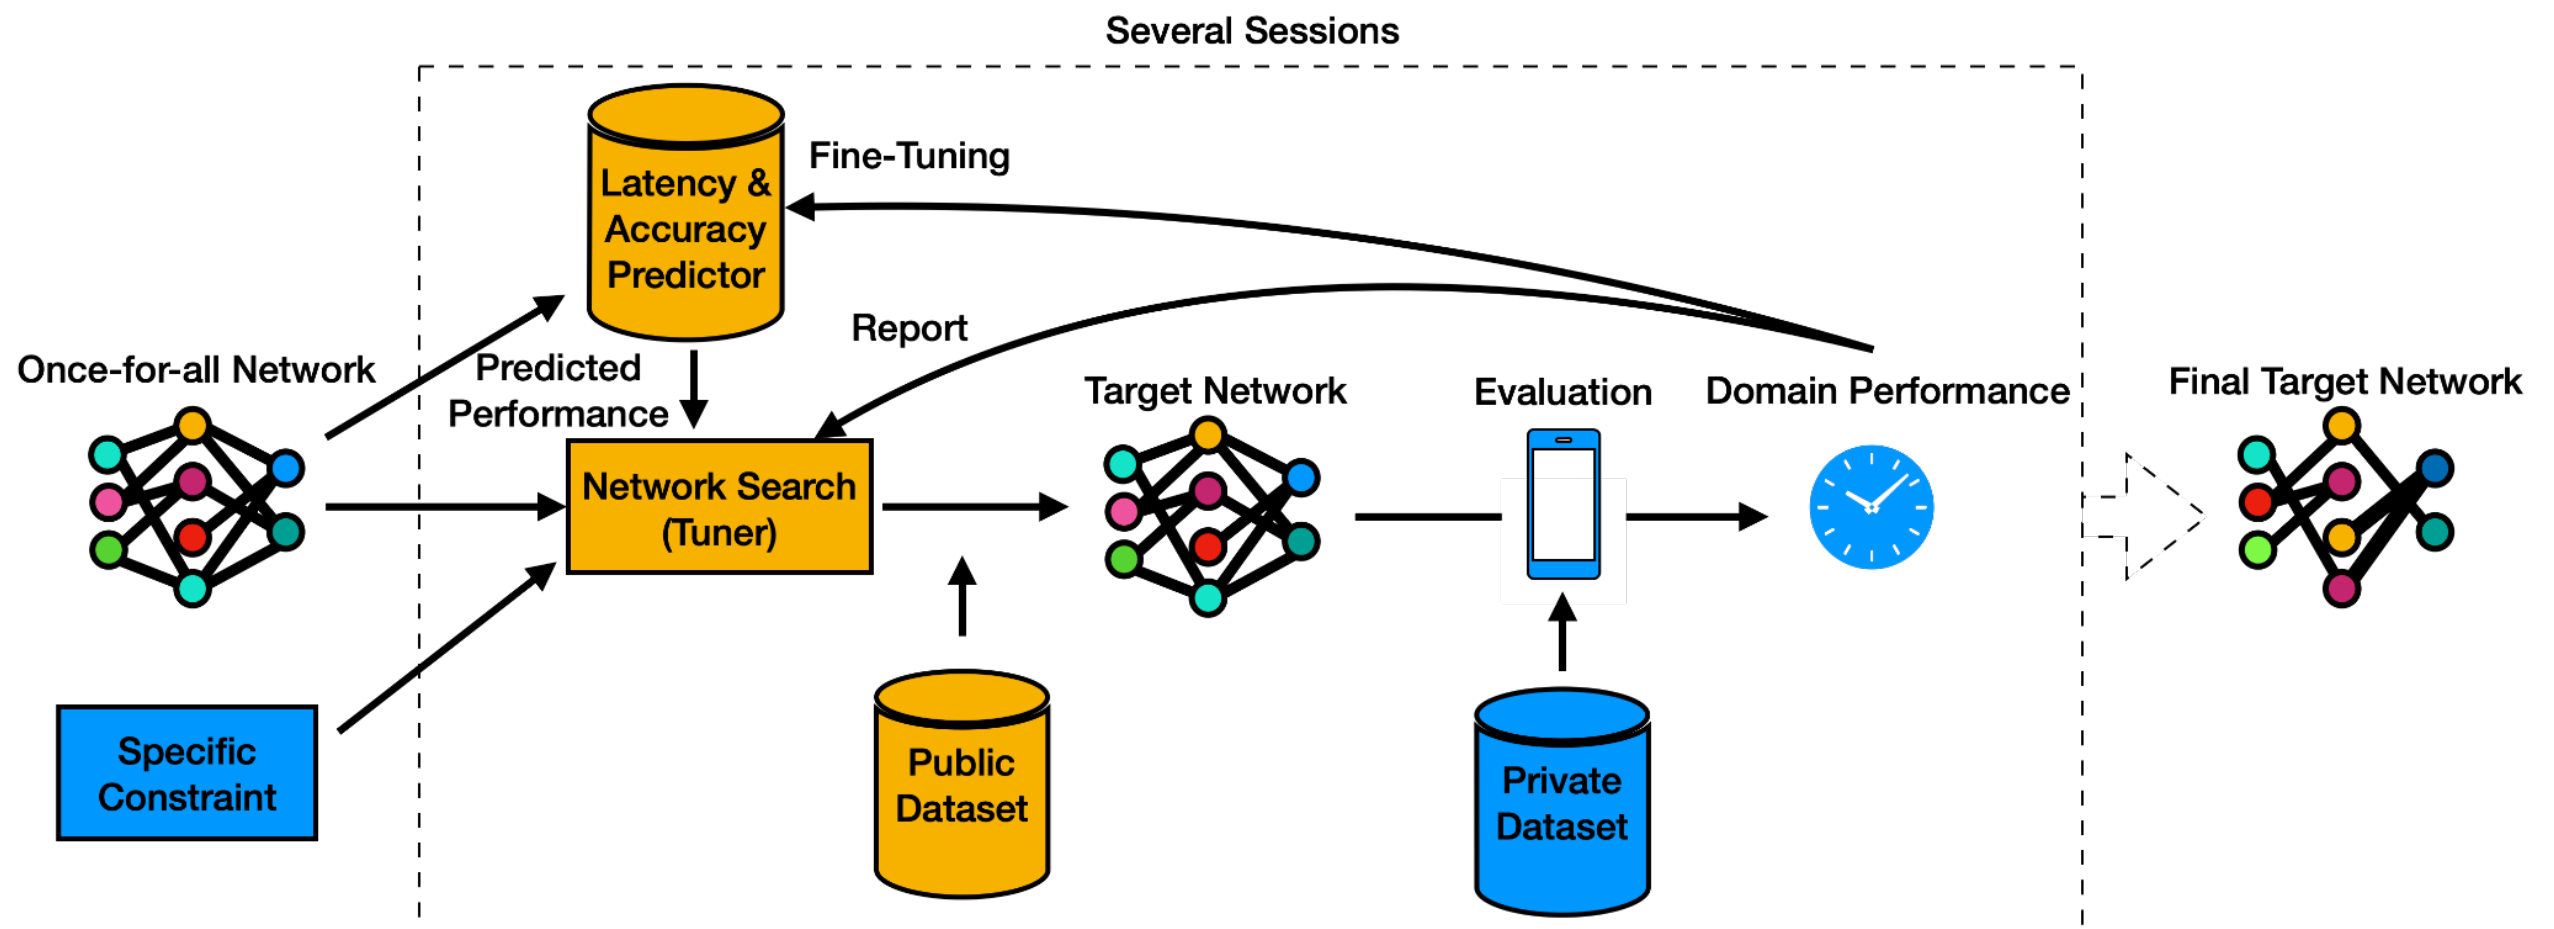 Several Sessions
Latency &
Accuracy
Predictor
Fine-Tuning
Report
Once-for-all Network
Predicted
Performance
Network Search
(Tuner)
Target Network
Evaluation
Domain Performance
Final Target Network
Specific
Constraint
Public
Dataset
Private
Dataset